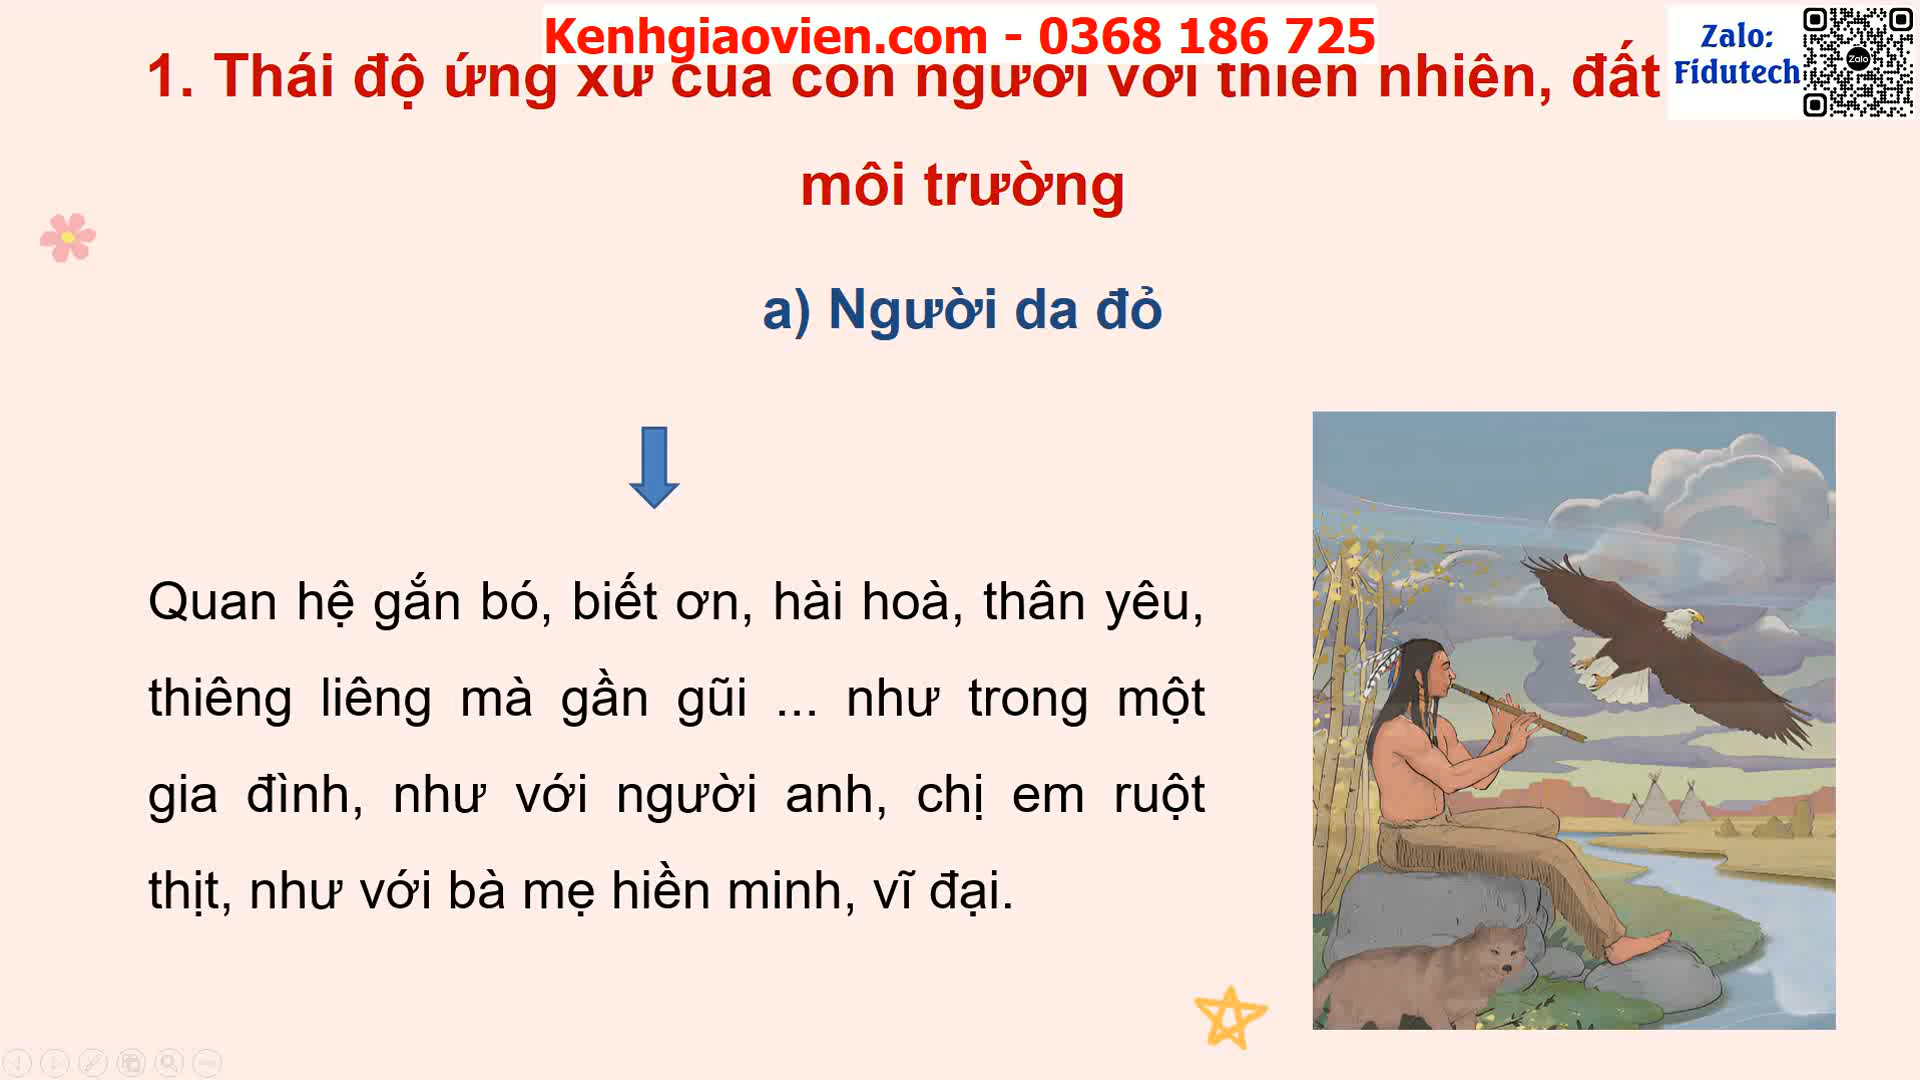 Kenhgiaovien.com - 0368 186 725
Zalo:
Fidutech
Zalo
1. Thái độ ứng xử của con người với thiên nhiên, đất
môi trường
a) Người da đỏ
Quan hệ gắn bó, biết ơn, hài hoà, thân yêu,
thiêng liêng mà gần gũi ... như trong một
gia đình, như với người anh, chị em ruột
thịt, như với bà mẹ hiền minh, vĩ đại.